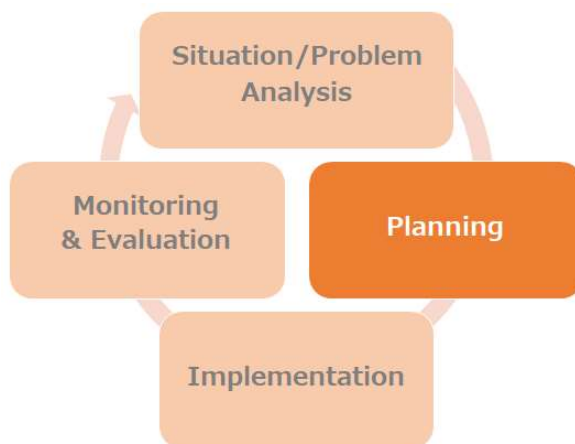 Situation/Problem
Analysis
Monitoring
& Evaluation
Planning
Implementation